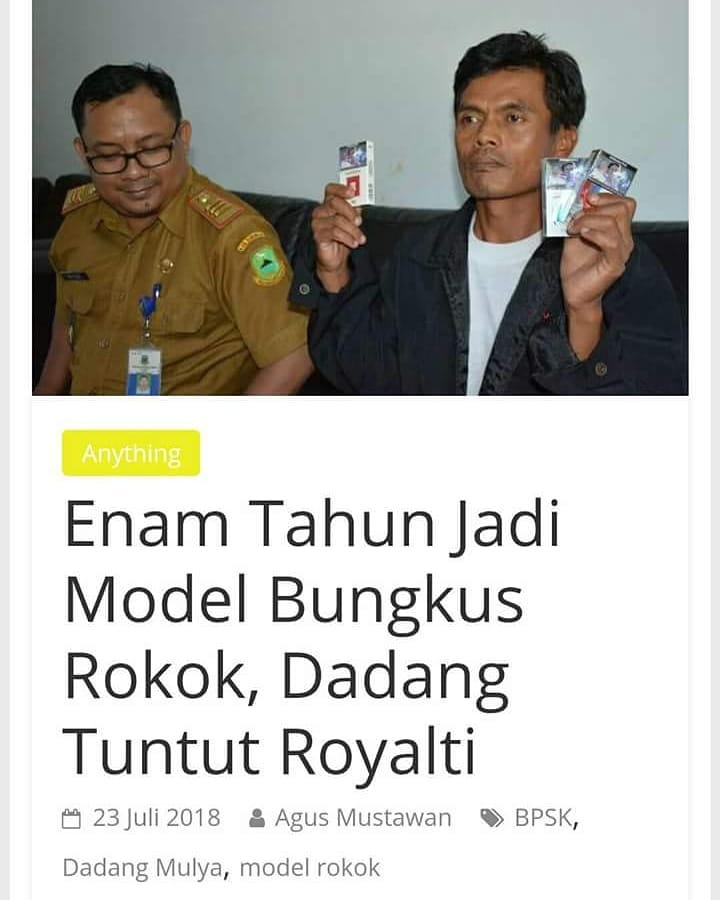 Anything
Enam Tahun Jadi
Model Bungkus
Rokok, Dadang
Tuntut Royalti
23 Juli 2018 Agus Mustawan BPSK,
Dadang Mulya, model rokok